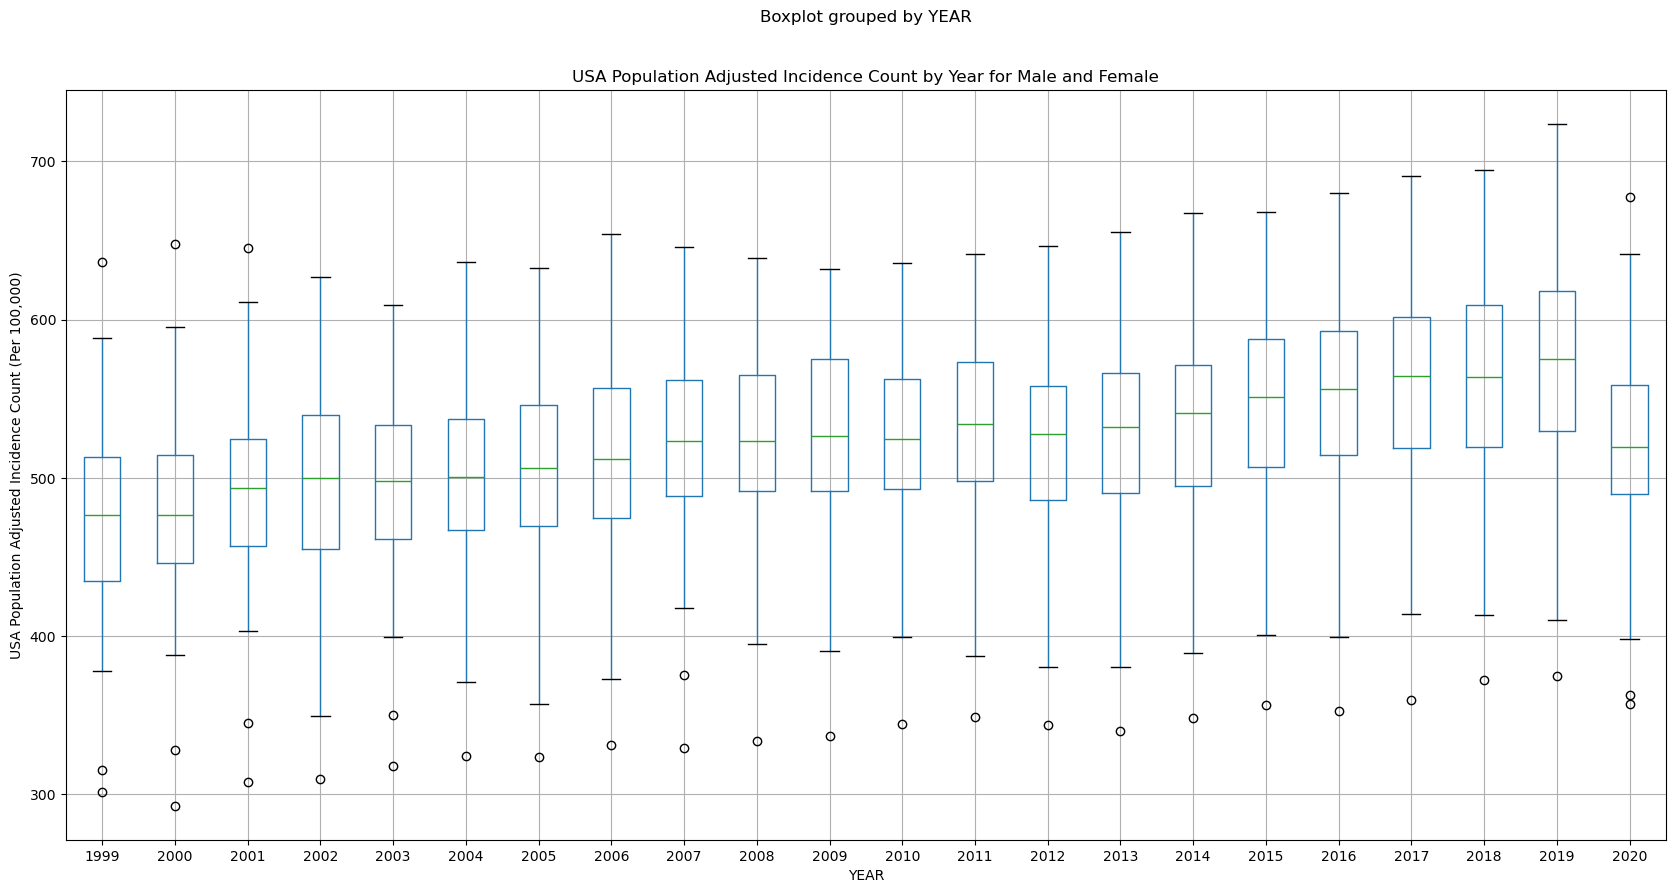 Boxplot grouped by YEAR
USA Population Adjusted Incidence Count by Year for Male and Female
USA Population Adjusted Incidence Count (Per 100,000)
700
600
500
400
300
1999 2000 2001 2002 2003 2004 2005 2006 2007 2008 2009 2010 2011 2012 2013 2014 2015 2016 2017 2018 2019 2020
YEAR